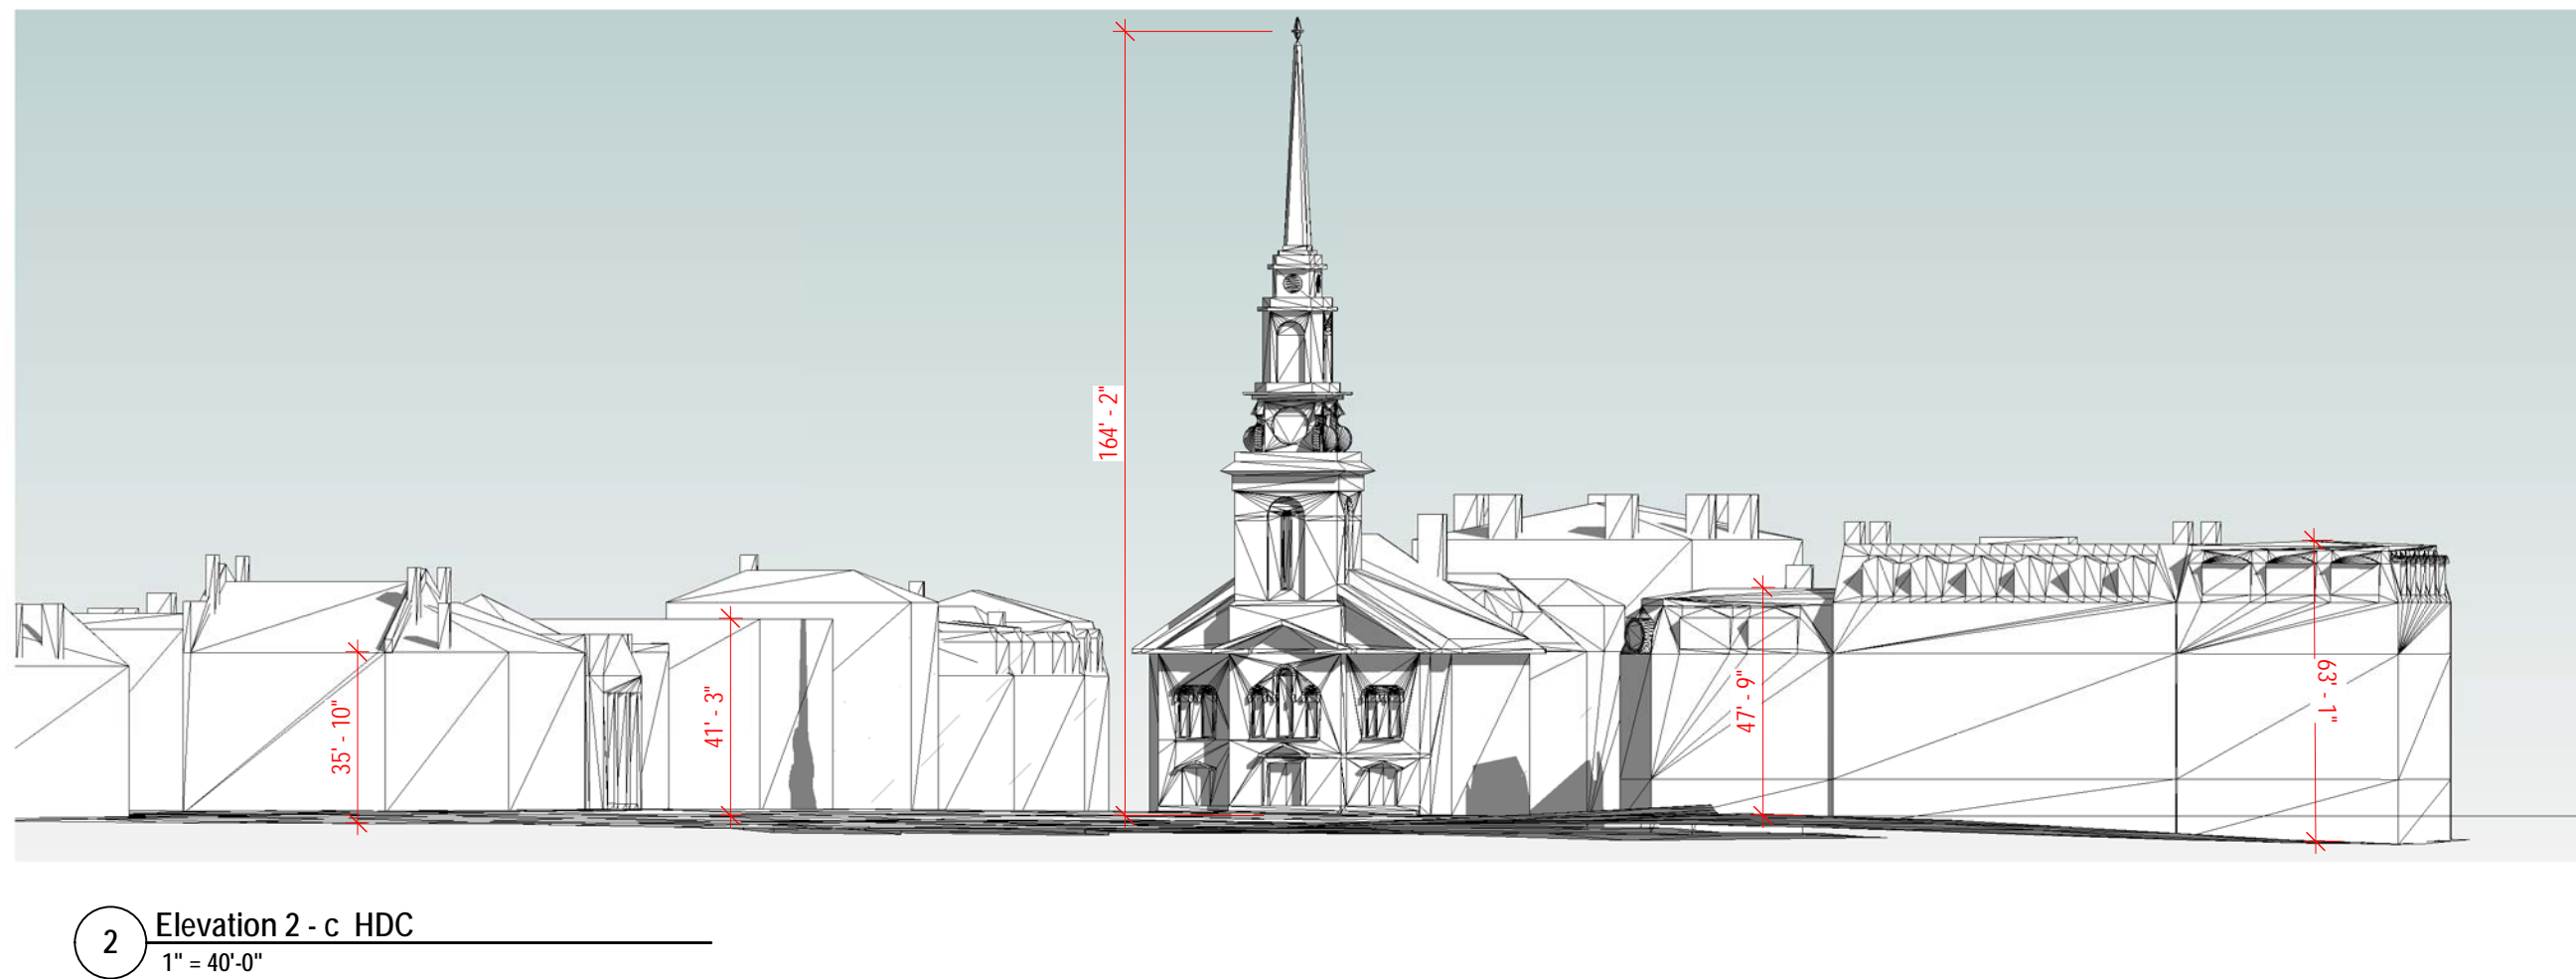 164' - 2"
35' - 10"
41' - 3"
47' - 9"
63' - 1"
2
Elevation 2 - c HDC
1" = 40'-0"